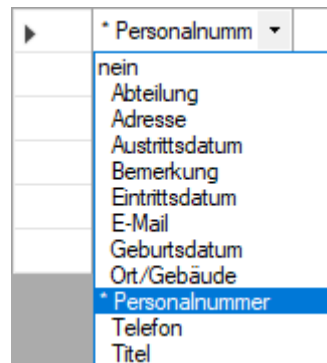 * Personalnumm
nein
Abteilung
Adresse
Austrittsdatum
Bemerkung
Eintrittsdatum
E-Mail
Geburtsdatum
Ort/Gebäude
* Personalnummer
Telefon
Titel